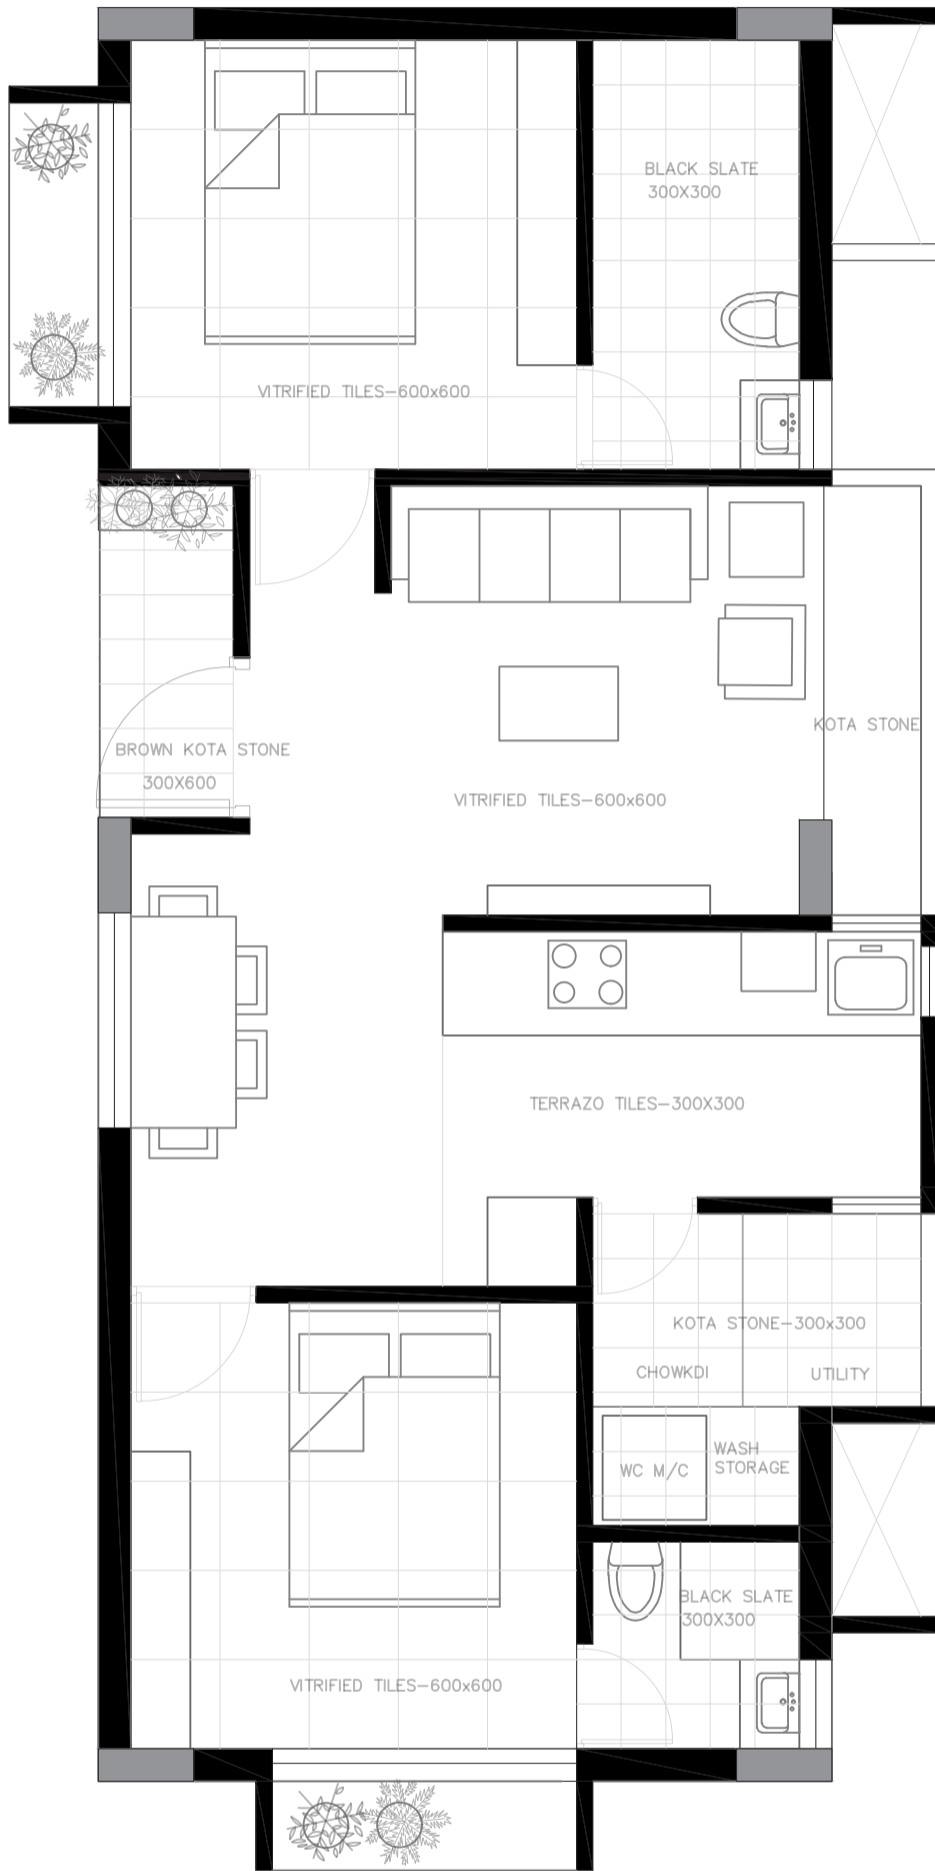 BLACK SLATE
300X300
VITRIFIED TILES-600x600
KOTA STONE
BROWN KOTA STONE
300X600
VITRIFIED TILES-600x600
TERRAZO TILES-300X300
KOTA STONE-300x300
CHOWKDI
UTILITY
WASH
STORAGE
WC M/C
BLACK SLATE
300X300
VITRIFIED TILES-600x600